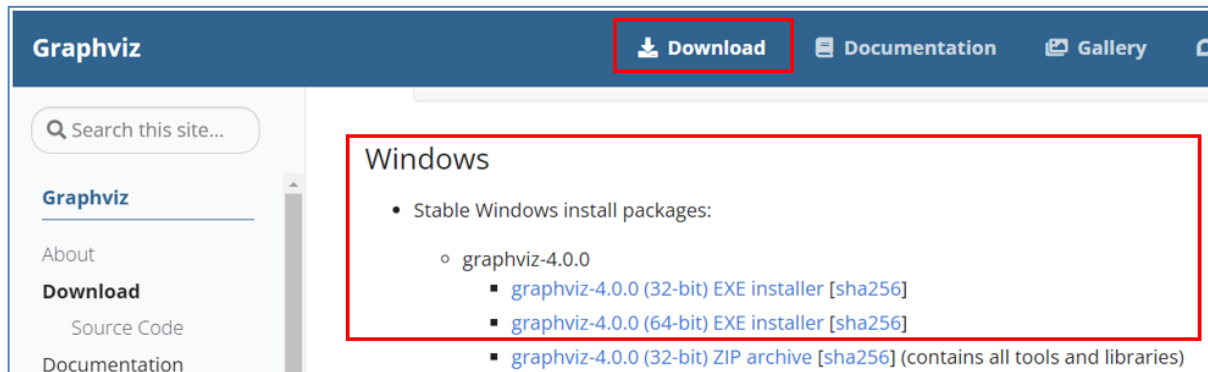 Graphviz
Download
Documentation
Gallery
Search this site...
Graphviz
About
Download
Source Code
Documentation
Windows
• Stable Windows install packages:
◦ graphviz-4.0.0
▪ graphviz-4.0.0 (32-bit) EXE installer [sha256]
▪ graphviz-4.0.0 (64-bit) EXE installer [sha256]
▪ graphviz-4.0.0 (32-bit) ZIP archive [sha256] (contains all tools and libraries)